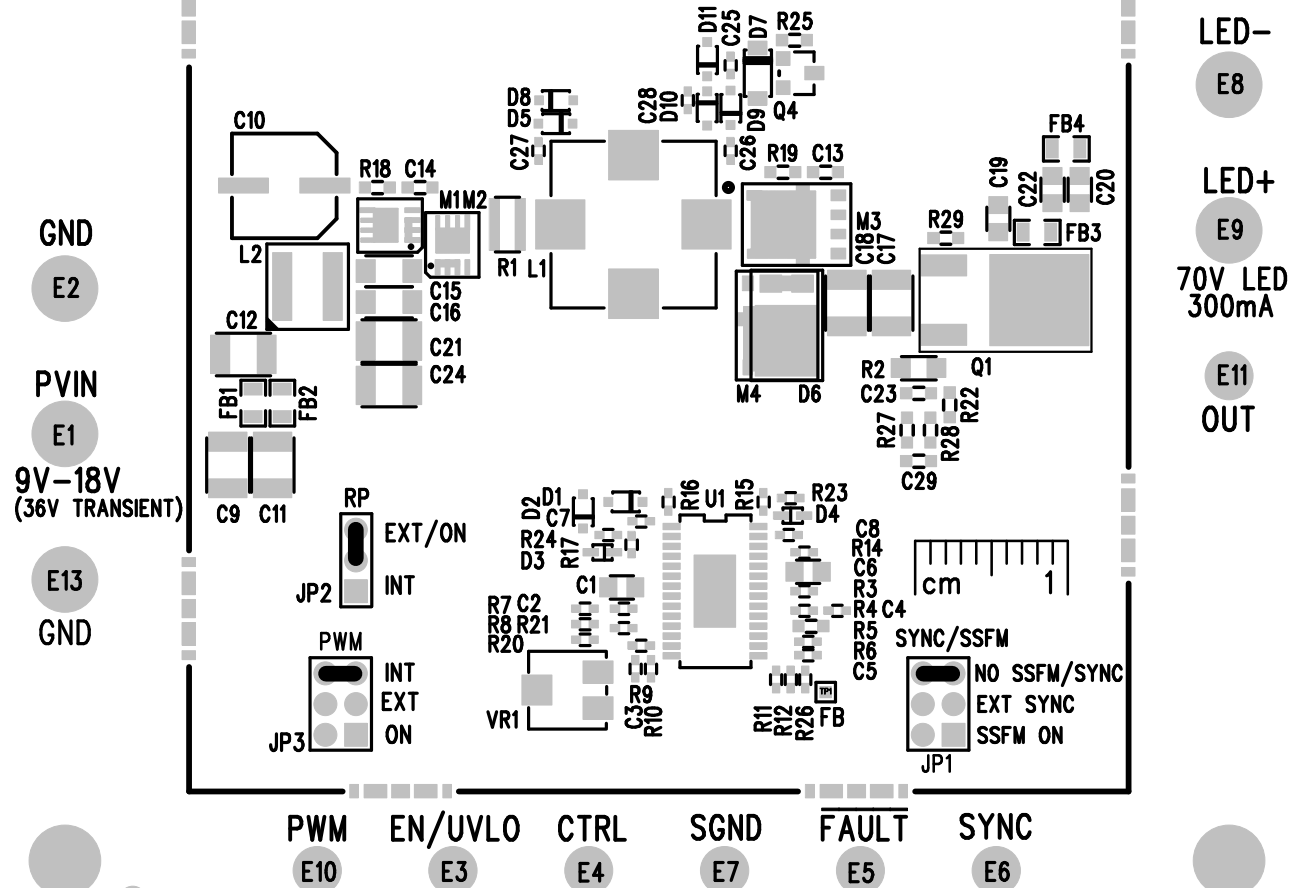 LED-
E8
D11
C25
D7
R25
D8
D5
C28
D10
D9
Q4
C27
C26
C10
FB4
R18
C14
R19
C13
C19
C22
C20
LED+
E9
70V LED
300mA
M1M2
M3
R29
FB3
GND
E2
L2
R1
L1
C18
C17
C15
C16
C12
C21
C24
M4
D6
R2
Q1
C23
R22
E11
OUT
PVIN
E1
9V-18V
(36V TRANSIENT)
FB1
FB2
R27
R28
C29
C9
C11
RP
EXT/ON
JP2
INT
D1
D2
C7
R24
D3
R17
R16
U1
R15
R23
D4
C8
R14
C6
R3
R4 C4
R5
R6
C5
C1
R7 C2
R8 R21
R20
cm
1
E13
GND
PWM
INT
EXT
ON
JP3
VR1
R9
C3
R10
R11
R12
R26
TP1
FB
SYNC/SSFM
NO SSFM/SYNC
EXT SYNC
SSFM ON
JP1
PWM
EN/UVLO
CTRL
SGND
FAULT
SYNC
E10
E3
E4
E7
E5
E6